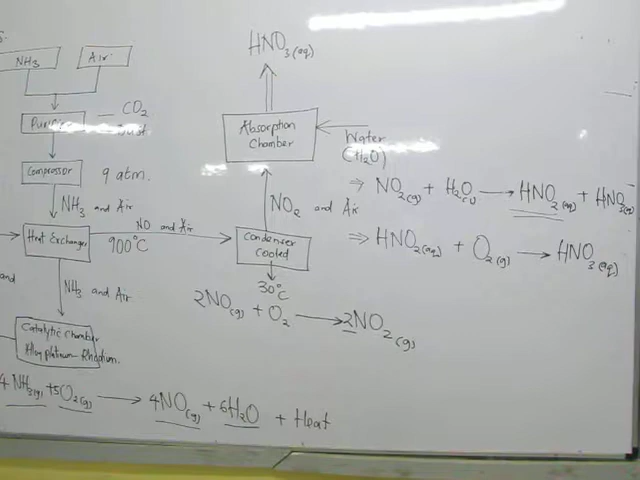 HNO3(aq)
NH3
Air
Purifier
CO2
Dust
Absorption
Chamber
Water
(H2O)
Compressor
9 atm.
NH3 and Air
NO2 and Air
⇒ NO2(g) + H2O(l) → HNO2(aq) + HNO3(aq)
NO and Air
Heat Exchanger
900°C
Condenser
Cooled
⇒ HNO2(aq) + O2(g) → HNO3(aq)
and
NH3 and Air
30°C
2NO(g) + O2 → 2NO2(g)
Catalytic Chamber
Alloy platinum-Rhodium.
4NH3(g) + 5O2(g) → 4NO(g) + 6H2O + Heat